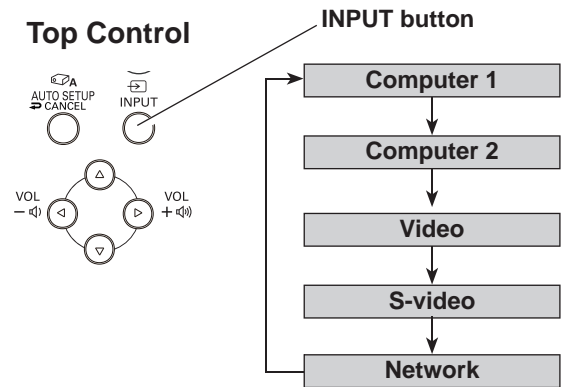 INPUT button
Top Control
A
AUTO SETUP
CANCEL
INPUT
VOL
−
VOL
+
Computer 1
Computer 2
Video
S-video
Network